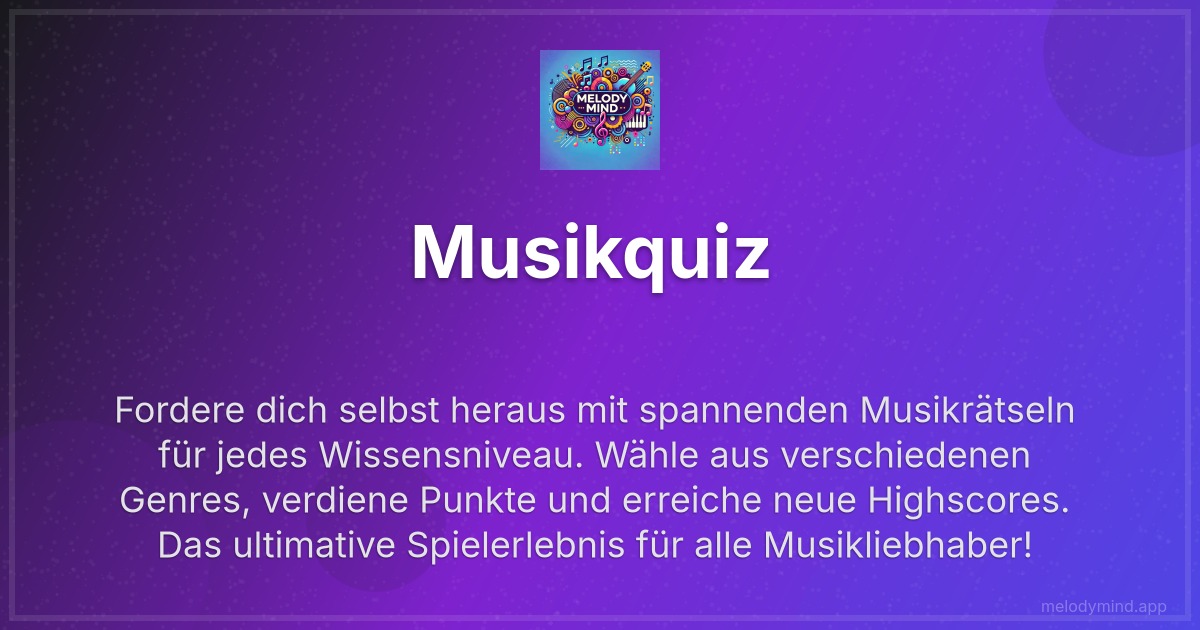 MELODY
MIND
Musikquiz
Fordere dich selbst heraus mit spannenden Musikrätseln
für jedes Wissensniveau. Wähle aus verschiedenen
Genres, verdiene Punkte und erreiche neue Highscores.
Das ultimative Spielerlebnis für alle Musikliebhaber!
melodymind.app